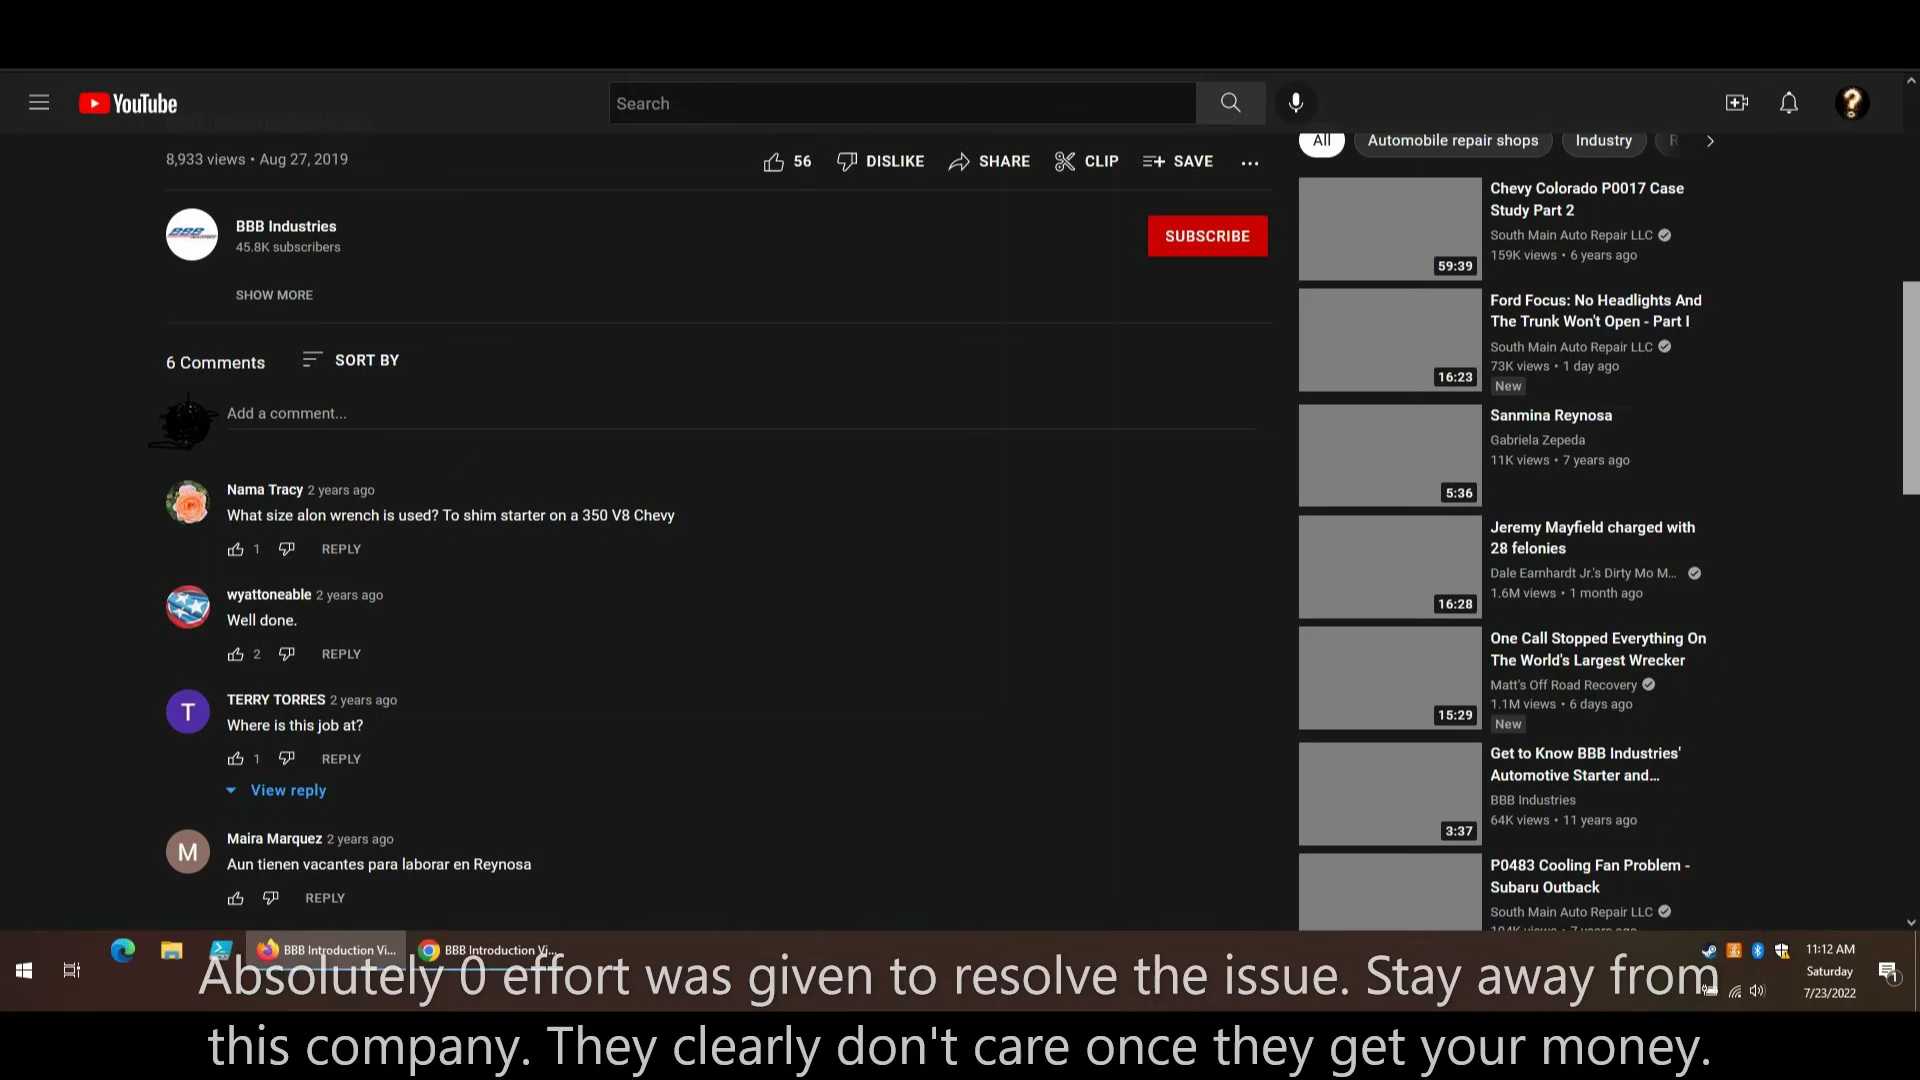 YouTube
Search
8,933 views • Aug 27, 2019
56
DISLIKE
SHARE
CLIP
SAVE
...
BBB
BBB Industries
45.8K subscribers
SUBSCRIBE
SHOW MORE
6 Comments
SORT BY
Add a comment...
Nama Tracy 2 years ago
What size alon wrench is used? To shim starter on a 350 V8 Chevy
1
REPLY
wyattoneable 2 years ago
Well done.
2
REPLY
T
TERRY TORRES 2 years ago
Where is this job at?
1
REPLY
View reply
M
Maira Marquez 2 years ago
Aun tienen vacantes para laborar en Reynosa
REPLY
All
Automobile repair shops
Industry
R
59:39
Chevy Colorado P0017 Case
Study Part 2
South Main Auto Repair LLC
159K views • 6 years ago
16:23
Ford Focus: No Headlights And
The Trunk Won't Open - Part I
South Main Auto Repair LLC
73K views • 1 day ago
New
5:36
Sanmina Reynosa
Gabriela Zepeda
11K views • 7 years ago
16:28
Jeremy Mayfield charged with
28 felonies
Dale Earnhardt Jr.'s Dirty Mo M...
1.6M views • 1 month ago
15:29
One Call Stopped Everything On
The World's Largest Wrecker
Matt's Off Road Recovery
1.1M views • 6 days ago
New
3:37
Get to Know BBB Industries'
Automotive Starter and...
BBB Industries
64K views • 11 years ago
P0483 Cooling Fan Problem -
Subaru Outback
South Main Auto Repair LLC
BBB Introduction Vi...
BBB Introduction Vi...
11:12 AM
Saturday
7/23/2022
1
Absolutely 0 effort was given to resolve the issue. Stay away from
this company. They clearly don't care once they get your money.